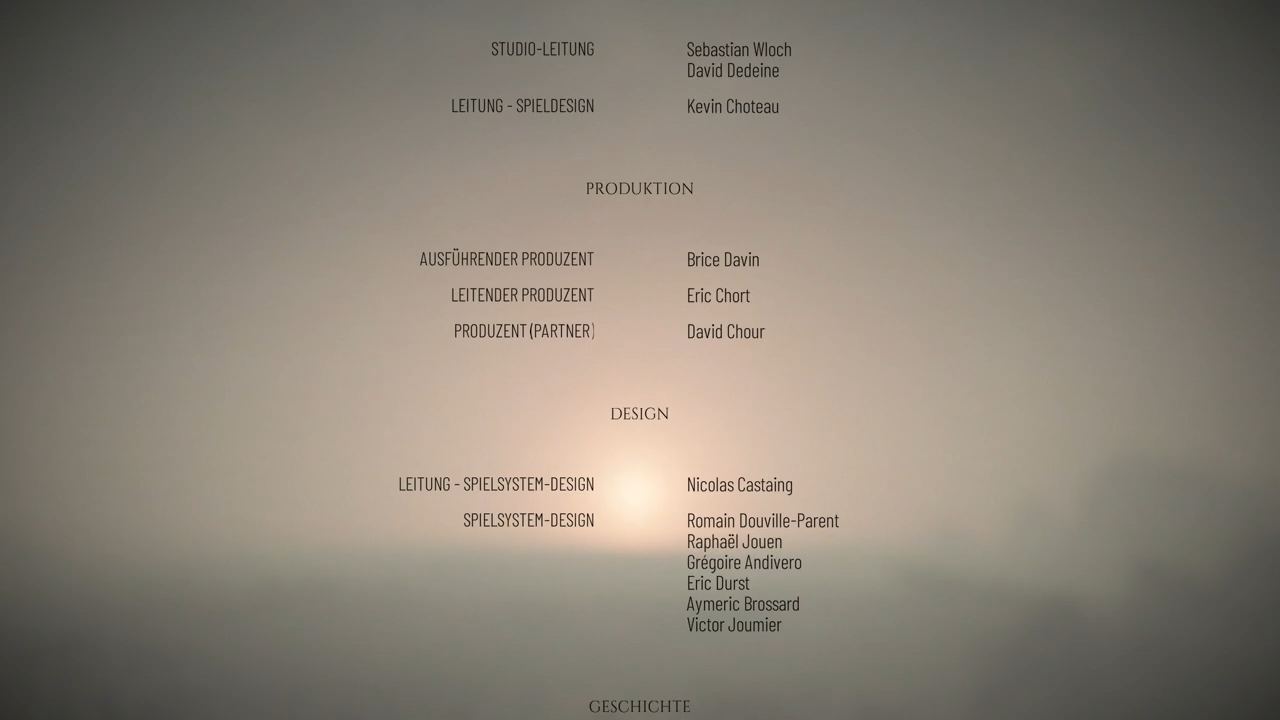 STUDIO-LEITUNG Sebastian Wloch
David Dedeine
LEITUNG - SPIELDESIGN Kevin Choteau
PRODUKTION
AUSFÜHRENDER PRODUZENT Brice Davin
LEITENDER PRODUZENT Eric Chort
PRODUZENT (PARTNER) David Chour
DESIGN
LEITUNG - SPIELSYSTEM-DESIGN Nicolas Castaing
SPIELSYSTEM-DESIGN Romain Douville-Parent
Raphaël Jouen
Grégoire Andivero
Eric Durst
Aymeric Brossard
Victor Joumier
GESCHICHTE